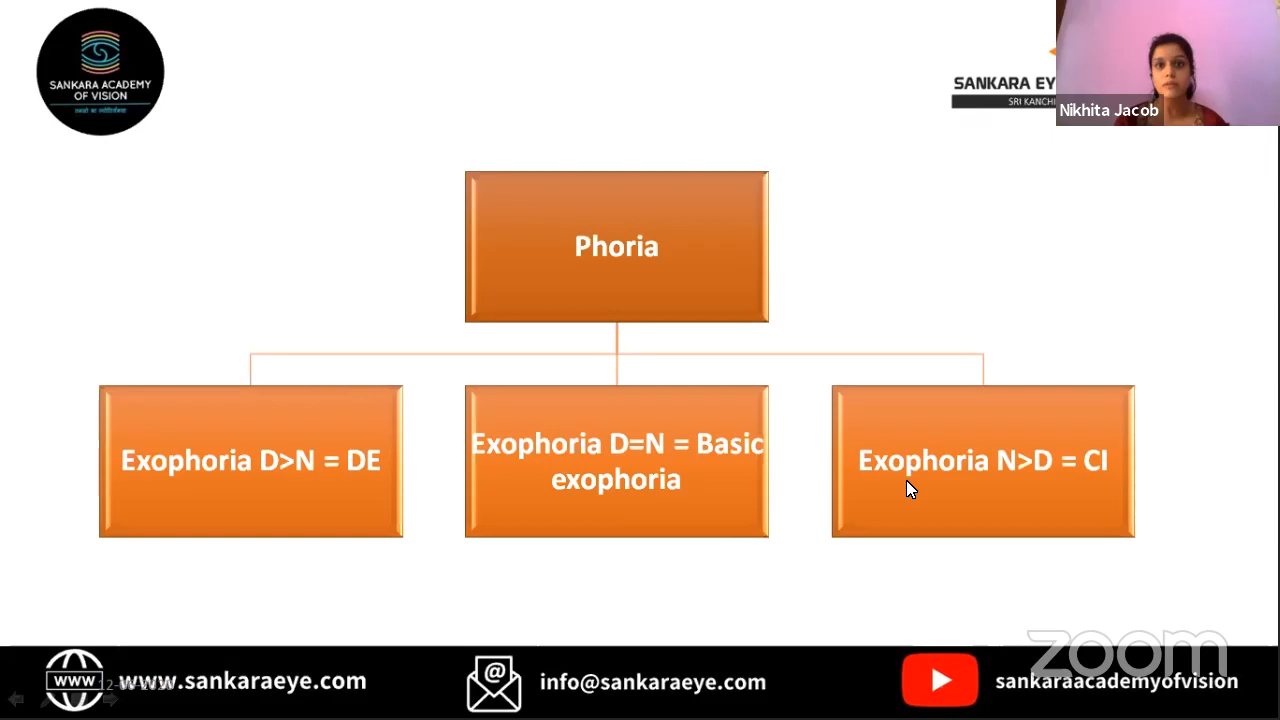 SANKARA ACADEMY
OF VISION
SANKARA EY
SRI KANCHI
Nikhita Jacob
Phoria
Exophoria D>N = DE
Exophoria D=N = Basic
exophoria
Exophoria N>D = CI
zoom
www www.sankaraeye.com
info@sankaraeye.com
sankaraacademyofvision